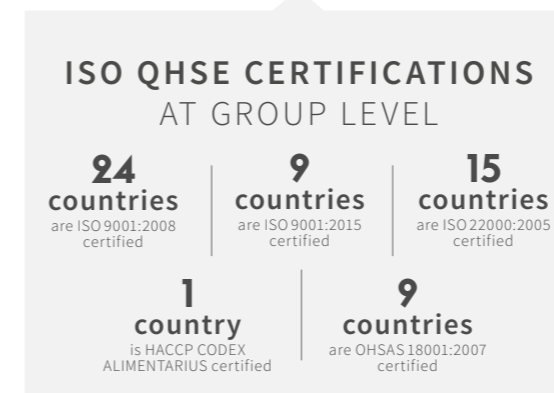 ISO QHSE CERTIFICATIONS
AT GROUP LEVEL
24
countries
are ISO 9001:2008
certified
9
countries
are ISO 9001:2015
certified
15
countries
are ISO 22000:2005
certified
1
country
is HACCP CODEX
ALIMENTARIUS certified
9
countries
are OHSAS 18001:2007
certified